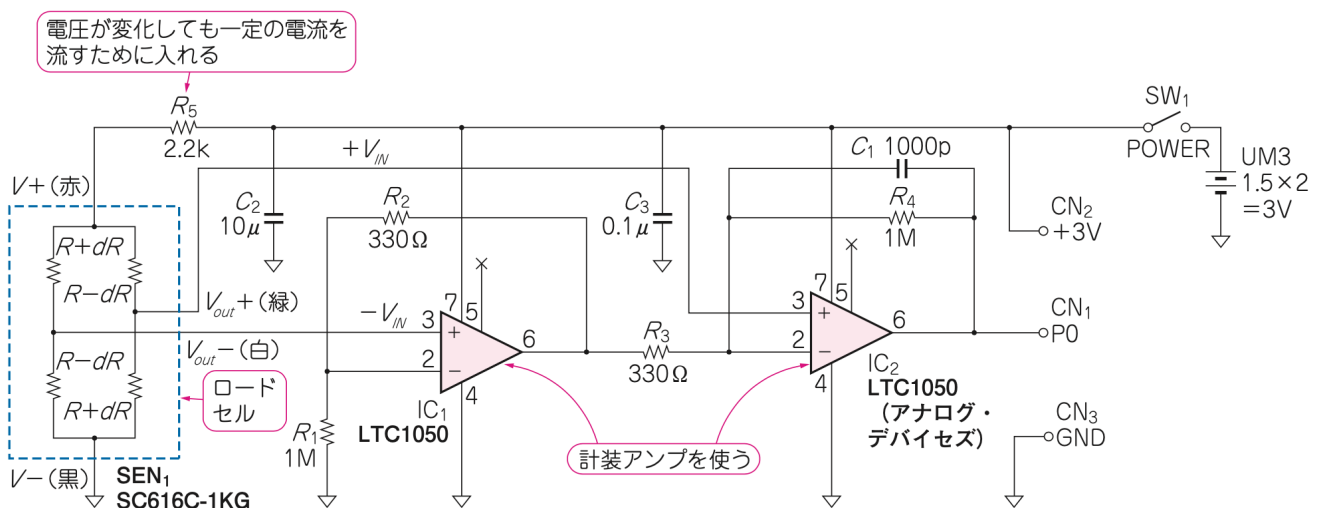 電圧が変化しても一定の電流を
流すために入れる
R5
2.2k
+VIN
V+(赤)
R+dR
R−dR
R−dR
R+dR
Vout+(緑)
Vout−(白)
−VIN
ロード
セル
V−(黒)
SEN1
SC616C-1KG
C2
10μ
R2
330Ω
R1
1M
3
2
7
5
6
4
+
−
IC1
LTC1050
計装アンプを使う
C3
0.1μ
R3
330Ω
C1 1000p
R4
1M
3
2
7
5
6
4
+
−
IC2
LTC1050
(アナログ・
デバイセズ)
SW1
POWER
UM3
1.5×2
=3V
CN2
+3V
CN1
P0
CN3
GND